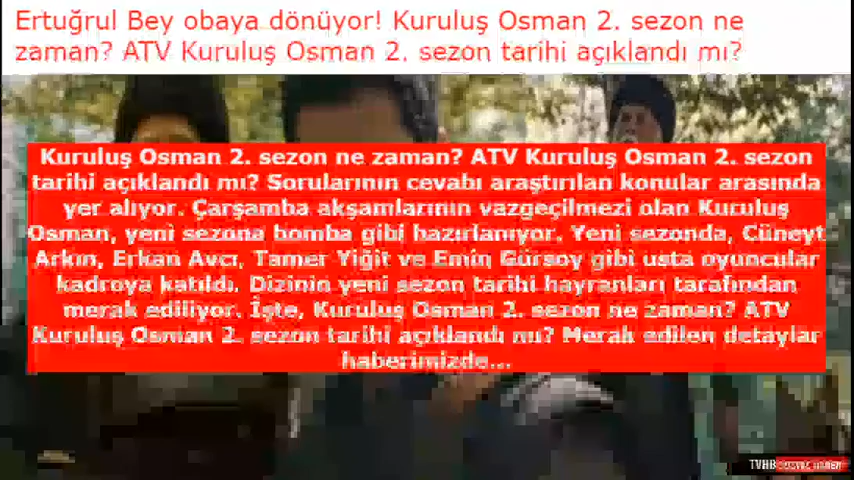 Ertuğrul Bey obaya dönüyor! Kuruluş Osman 2. sezon ne
zaman? ATV Kuruluş Osman 2. sezon tarihi açıklandı mı?
Kuruluş Osman 2. sezon ne zaman? ATV Kuruluş Osman 2. sezon
tarihi açıklandı mı? Sorularının cevabı araştırılan konular arasında
yer alıyor. Çarşamba akşamlarının vazgeçilmezi olan Kuruluş
Osman, yeni sezona bomba gibi hazırlanıyor. Yeni sezonda, Cüneyt
Arkın, Erkan Avcı, Tamer Yiğit ve Emin Gürsoy gibi usta oyuncular
kadroya katıldı. Dizinin yeni sezon tarihi hayranları tarafından
merak ediliyor. İşte, Kuruluş Osman 2. sezon ne zaman? ATV
Kuruluş Osman 2. sezon tarihi açıklandı mı? Merak edilen detaylar
haberimizde...
TVHB